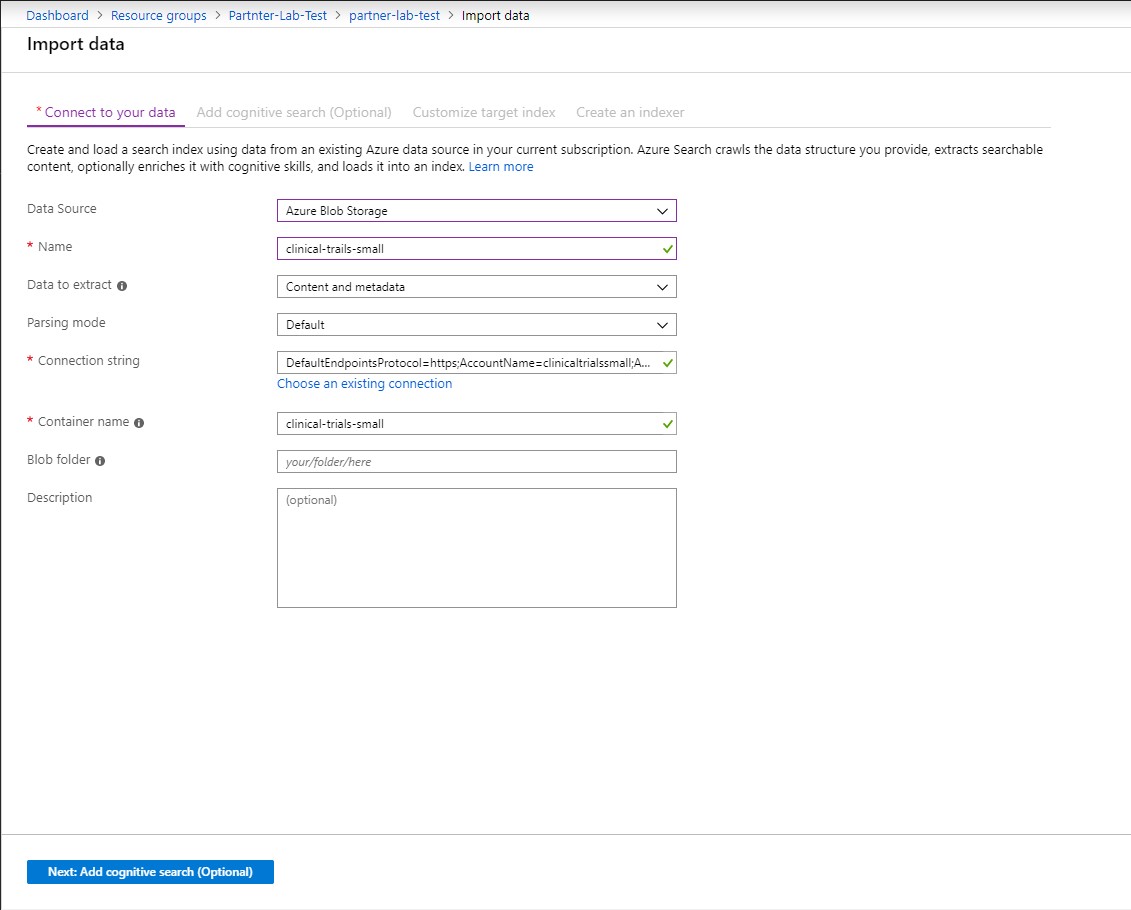 Dashboard > Resource groups > Partnter-Lab-Test > partner-lab-test > Import data
Import data
* Connect to your data Add cognitive search (Optional) Customize target index Create an indexer
Create and load a search index using data from an existing Azure data source in your current subscription. Azure Search crawls the data structure you provide, extracts searchable
content, optionally enriches it with cognitive skills, and loads it into an index. Learn more
Data Source Azure Blob Storage
* Name clinical-trails-small
Data to extract Content and metadata
Parsing mode Default
* Connection string DefaultEndpointsProtocol=https;AccountName=clinicaltrialssmall;A...
Choose an existing connection
* Container name clinical-trials-small
Blob folder your/folder/here
Description (optional)
Next: Add cognitive search (Optional)